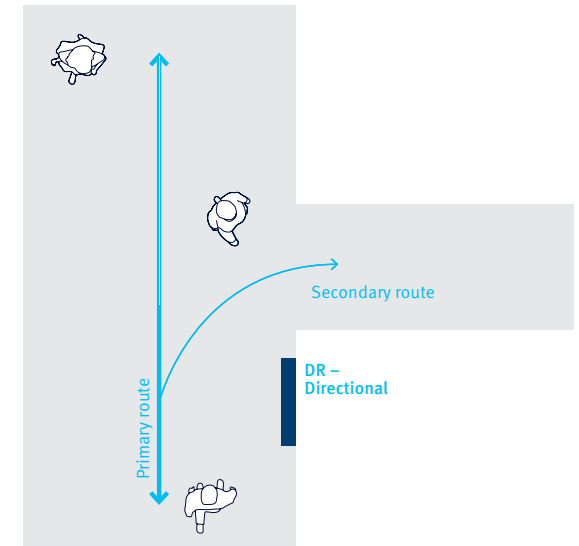 Secondary route
DR –
Directional
Primary route